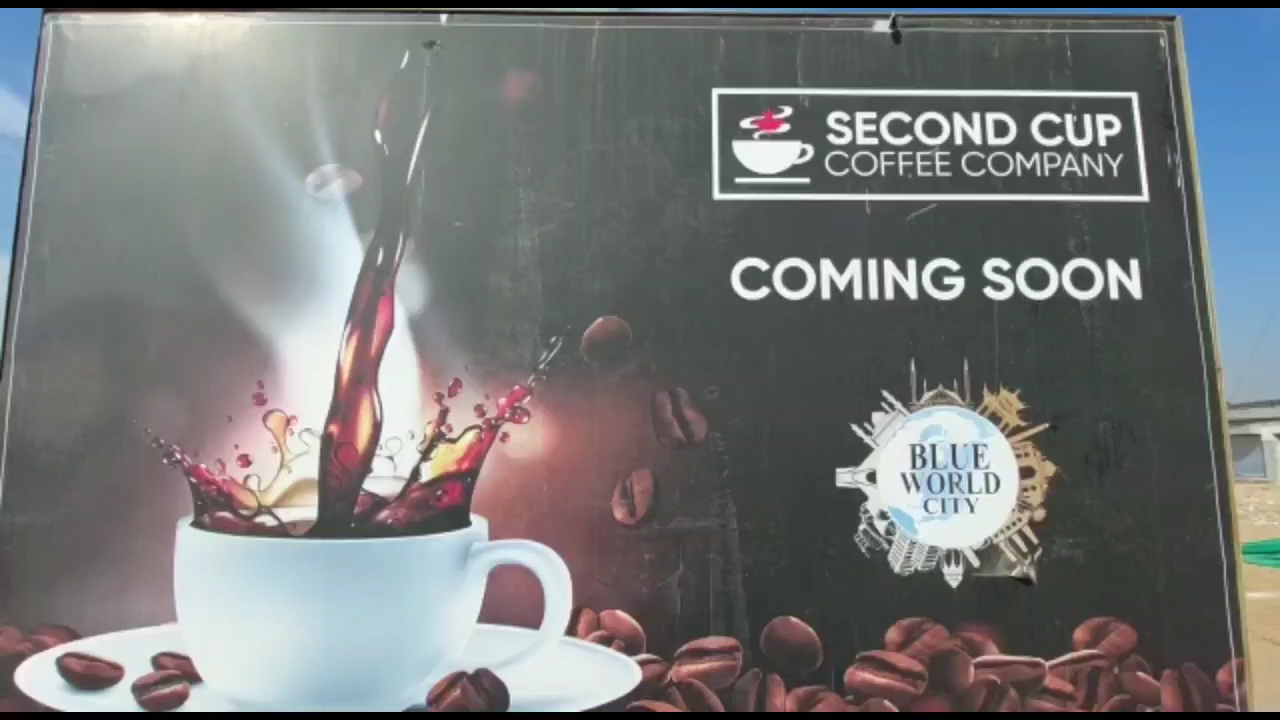 SECOND CUP
COFFEE COMPANY
COMING SOON
BLUE
WORLD
CITY